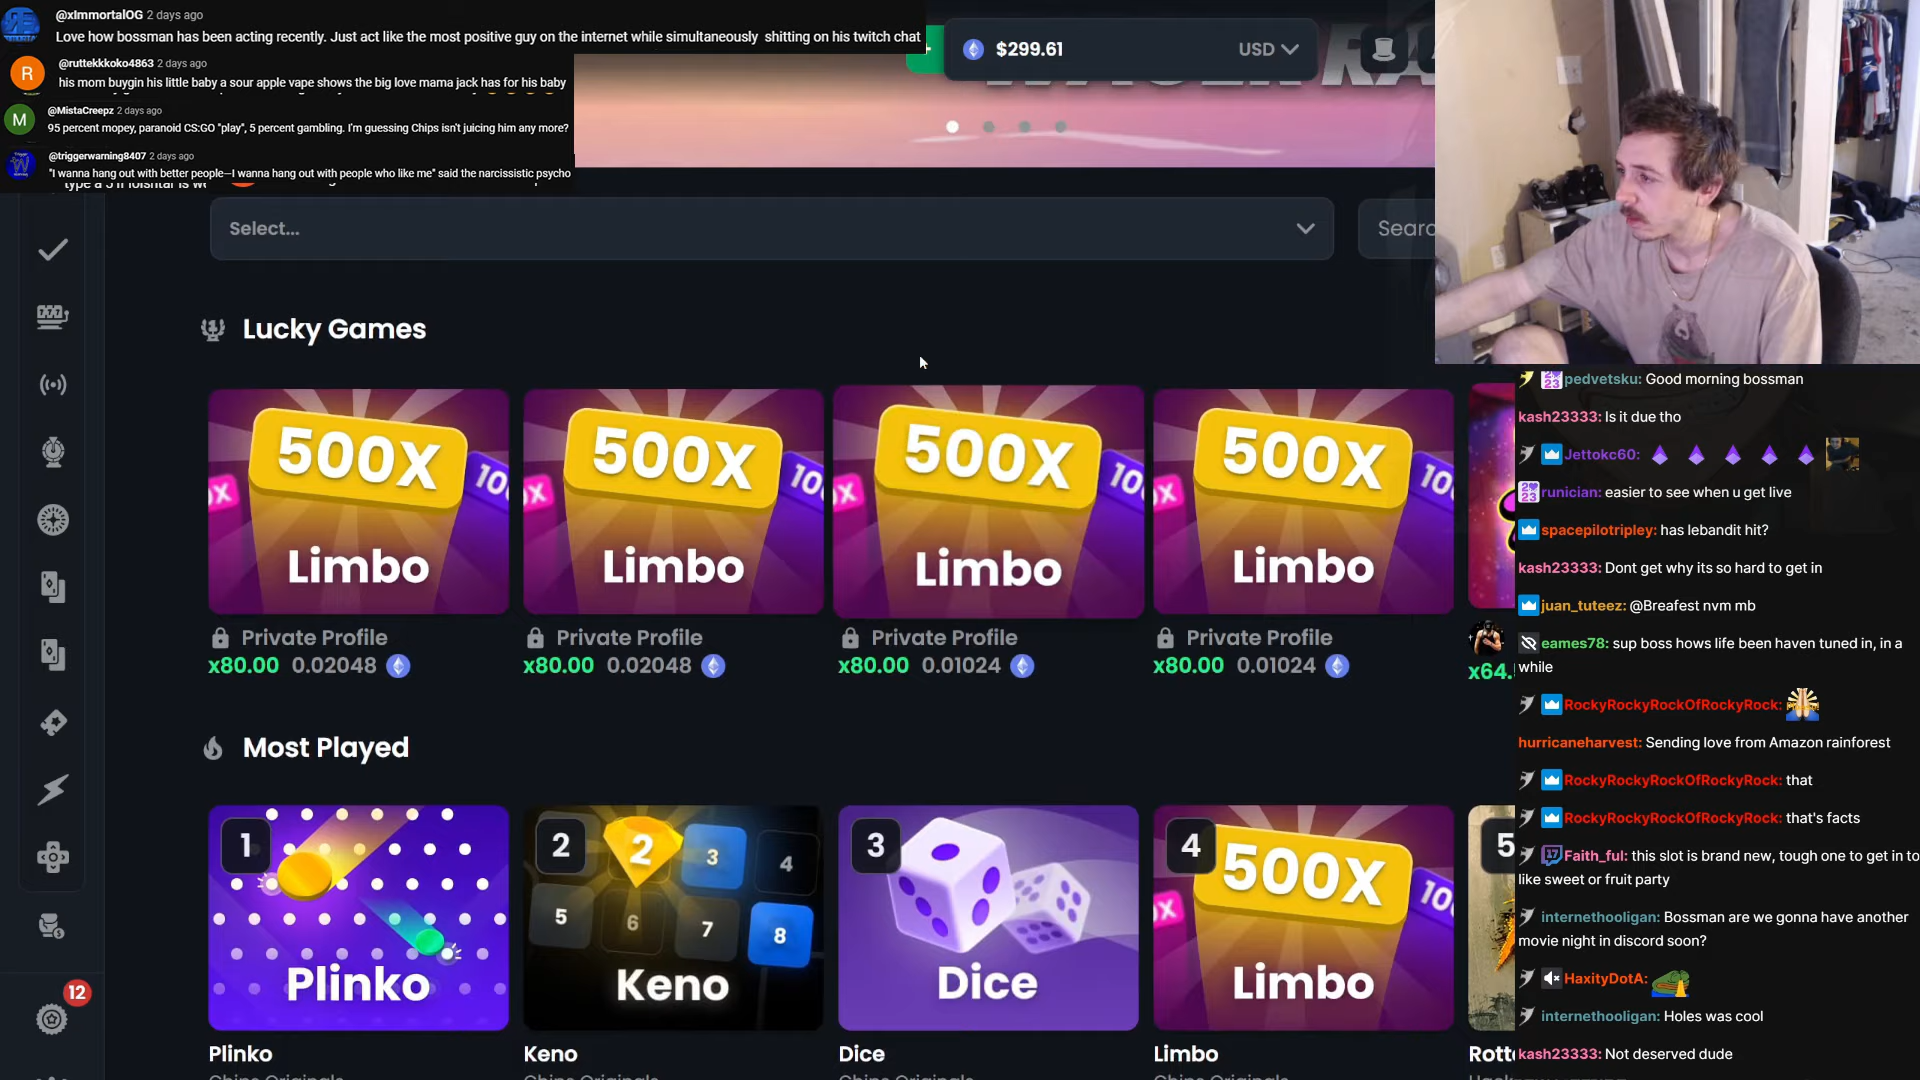 @xImmortalOG 2 days ago
Love how bossman has been acting recently. Just act like the most positive guy on the internet while simultaneously shitting on his twitch chat
R
@ruttekkkoko4863 2 days ago
his mom buygin his little baby a sour apple vape shows the big love mama jack has for his baby
M
@MistaCreepz 2 days ago
95 percent mopey, paranoid CS:GO "play", 5 percent gambling. I'm guessing Chips isn't juicing him any more?
@triggerwarning8407 2 days ago
"I wanna hang out with better people—I wanna hang out with people who like me" said the narcissistic psycho
$299.61
USD
Select...
Searc
Lucky Games
500X
Limbo
500X
Limbo
500X
Limbo
500X
Limbo
Private Profile
x80.00 0.02048
Private Profile
x80.00 0.02048
Private Profile
x80.00 0.01024
Private Profile
x80.00 0.01024
x64.
Most Played
1
Plinko
2
2
3
4
5
6
7
8
Keno
3
Dice
4
500X
Limbo
5
Plinko
Keno
Dice
Limbo
Rott
12
pedvetsku: Good morning bossman
kash23333: Is it due tho
Jettokc60:
runician: easier to see when u get live
spacepilotripley: has lebandit hit?
kash23333: Dont get why its so hard to get in
juan_tuteez: @Breafest nvm mb
eames78: sup boss hows life been haven tuned in, in a
while
RockyRockyRockOfRockyRock:
hurricaneharvest: Sending love from Amazon rainforest
RockyRockyRockOfRockyRock: that
RockyRockyRockOfRockyRock: that's facts
Faith_ful: this slot is brand new, tough one to get in to
like sweet or fruit party
internethooligan: Bossman are we gonna have another
movie night in discord soon?
HaxityDotA:
internethooligan: Holes was cool
kash23333: Not deserved dude